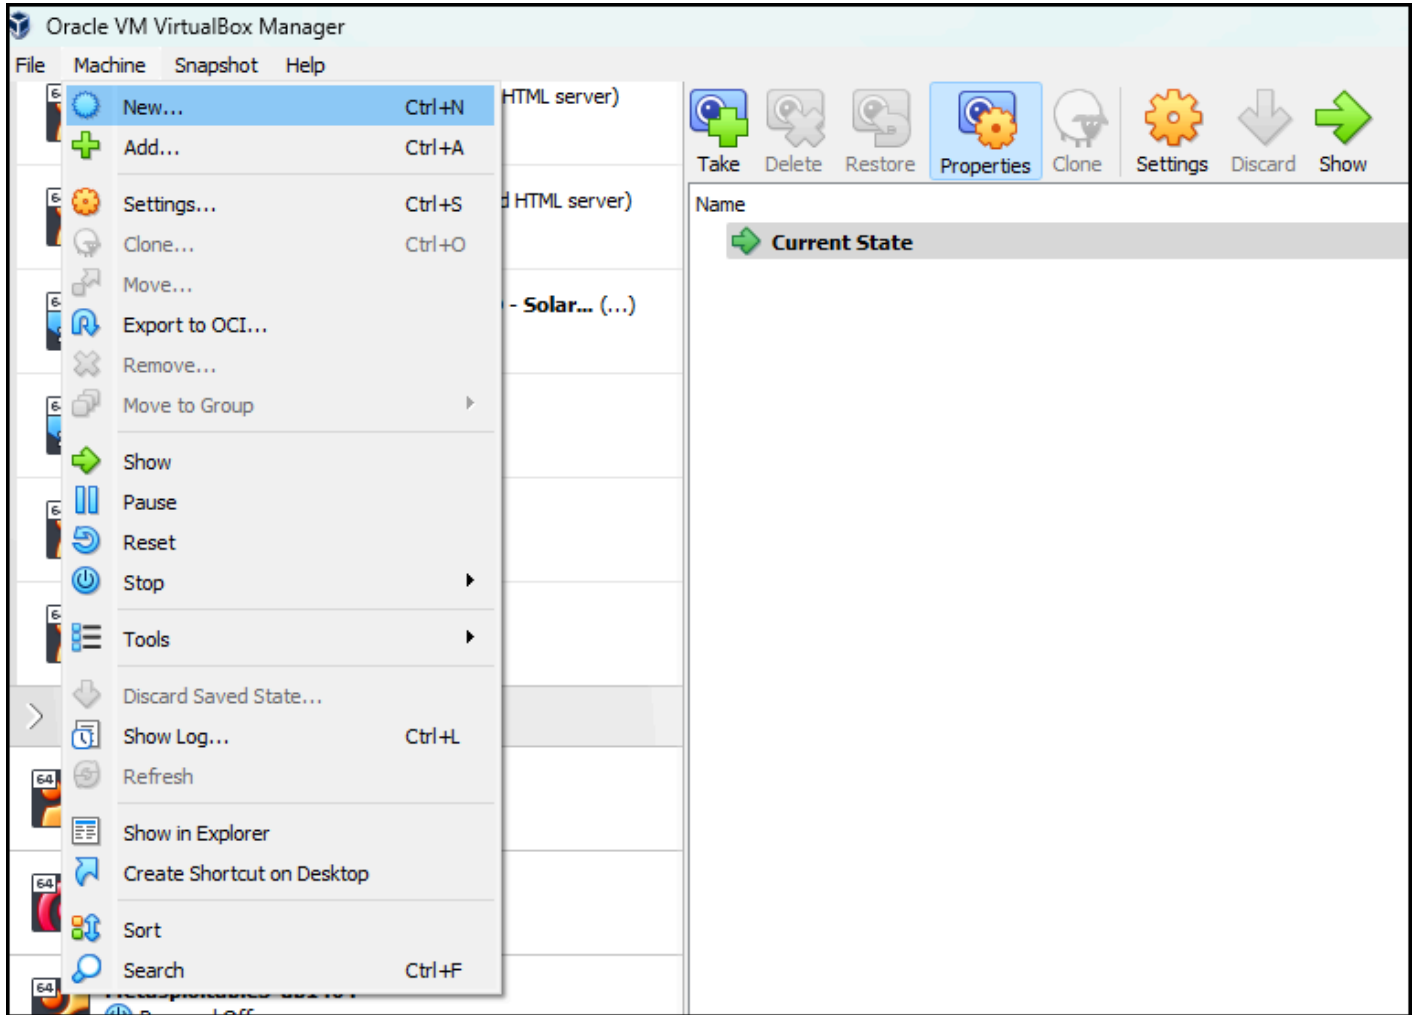 Oracle VM VirtualBox Manager
File Machine Snapshot Help
New... Ctrl+N
Add... Ctrl+A
Settings... Ctrl+S
Clone... Ctrl+O
Move...
Export to OCI...
Remove...
Move to Group
Show
Pause
Reset
Stop
Tools
Discard Saved State...
Show Log... Ctrl+L
Refresh
Show in Explorer
Create Shortcut on Desktop
Sort
Search Ctrl+F
HTML server)
d HTML server)
- Solar... (...)
64
64
64
Take Delete Restore Properties Clone Settings Discard Show
Name
Current State